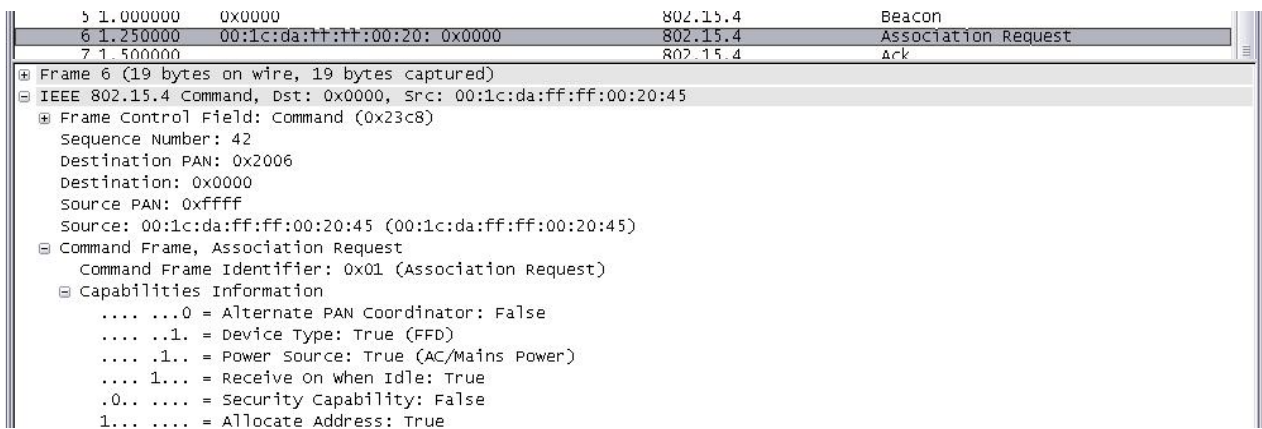 5 1.000000 0x0000 802.15.4 Beacon
6 1.250000 00:1c:da:ff:ff:00:20: 0x0000 802.15.4 Association Request
7 1.500000 802.15.4 Ack
Frame 6 (19 bytes on wire, 19 bytes captured)
IEEE 802.15.4 Command, Dst: 0x0000, Src: 00:1c:da:ff:ff:00:20:45
Frame Control Field: Command (0x23c8)
Sequence Number: 42
Destination PAN: 0x2006
Destination: 0x0000
Source PAN: 0xffff
Source: 00:1c:da:ff:ff:00:20:45 (00:1c:da:ff:ff:00:20:45)
Command Frame, Association Request
Command Frame Identifier: 0x01 (Association Request)
Capabilities Information
.... ...0 = Alternate PAN Coordinator: False
.... ..1. = Device Type: True (FFD)
.... .1.. = Power Source: True (AC/Mains Power)
.... 1... = Receive On When Idle: True
.0.. .... = Security Capability: False
1... .... = Allocate Address: True